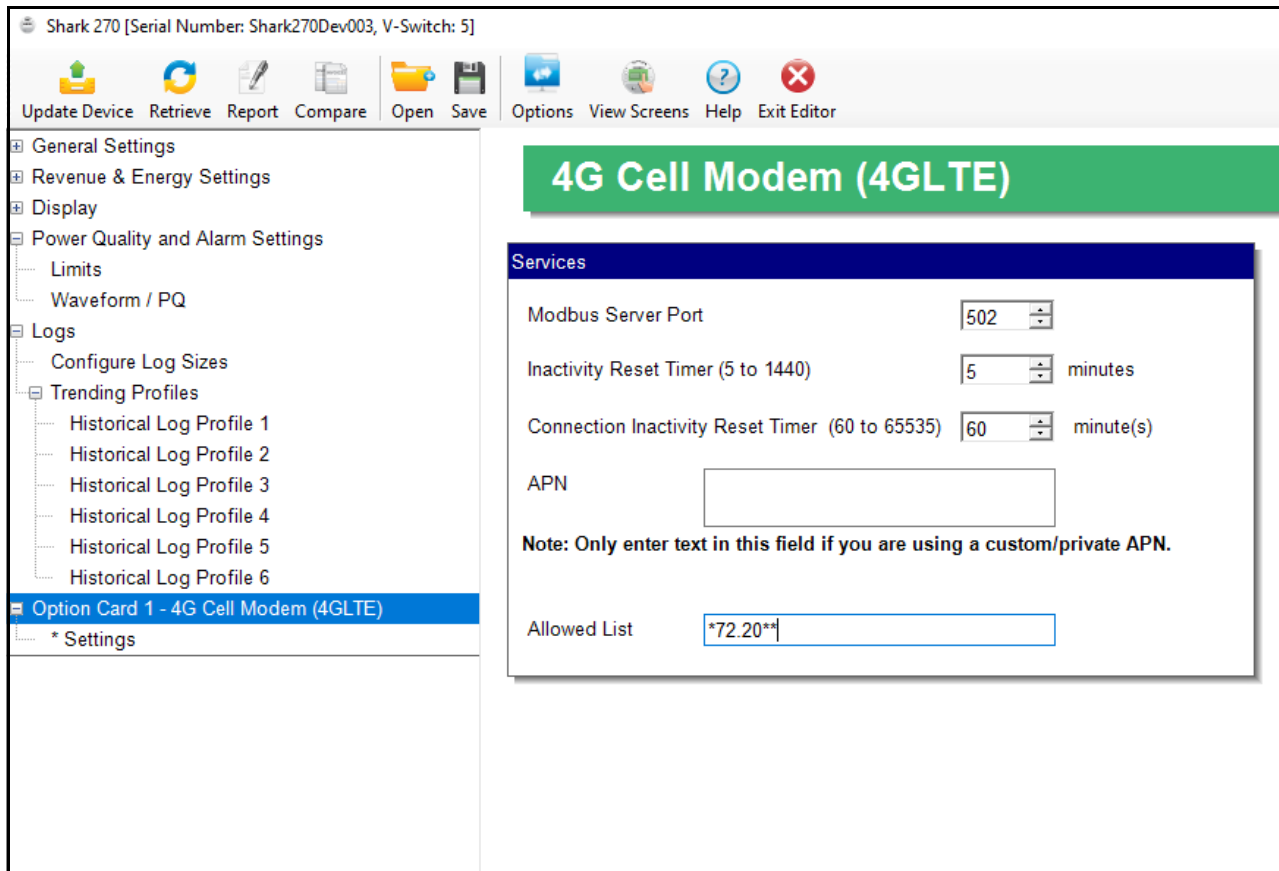 Shark 270 [Serial Number: Shark270Dev003, V-Switch: 5]
Update Device Retrieve Report Compare Open Save Options View Screens Help Exit Editor
General Settings
Revenue & Energy Settings
Display
Power Quality and Alarm Settings
Limits
Waveform / PQ
Logs
Configure Log Sizes
Trending Profiles
Historical Log Profile 1
Historical Log Profile 2
Historical Log Profile 3
Historical Log Profile 4
Historical Log Profile 5
Historical Log Profile 6
Option Card 1 - 4G Cell Modem (4GLTE)
* Settings
4G Cell Modem (4GLTE)
Services
Modbus Server Port 502
Inactivity Reset Timer (5 to 1440) 5 minutes
Connection Inactivity Reset Timer (60 to 65535) 60 minute(s)
APN
Note: Only enter text in this field if you are using a custom/private APN.
Allowed List *72.20**